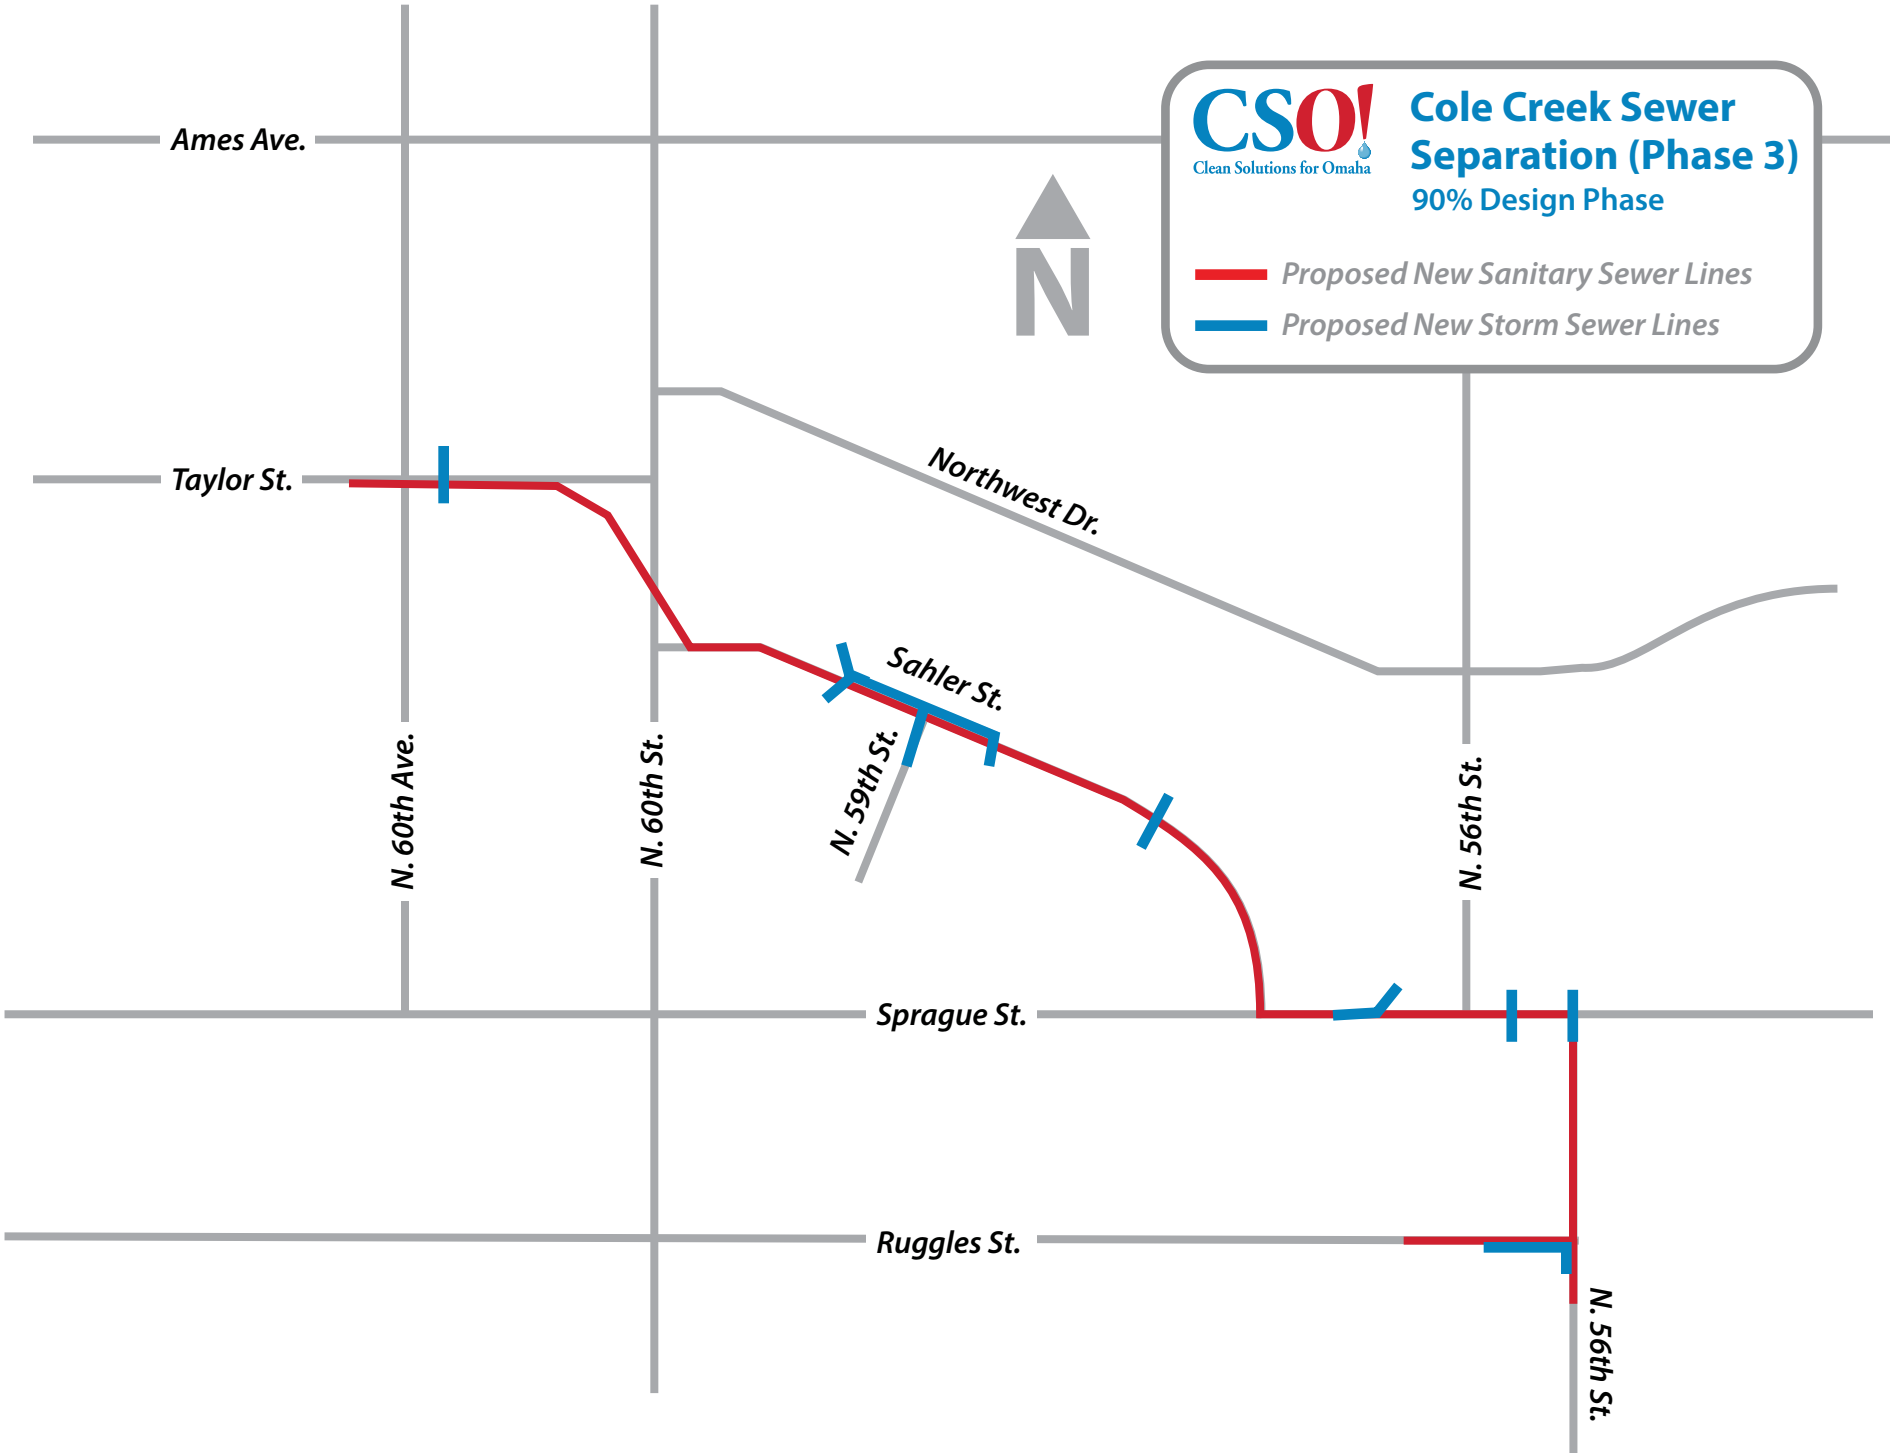 CSO!
Clean Solutions for Omaha
Cole Creek Sewer
Separation (Phase 3)
90% Design Phase
Proposed New Sanitary Sewer Lines
Proposed New Storm Sewer Lines
Ames Ave.
N
Taylor St.
Northwest Dr.
Sahler St.
N. 60th Ave.
N. 60th St.
N. 59th St.
N. 56th St.
Sprague St.
Ruggles St.
N. 56th St.